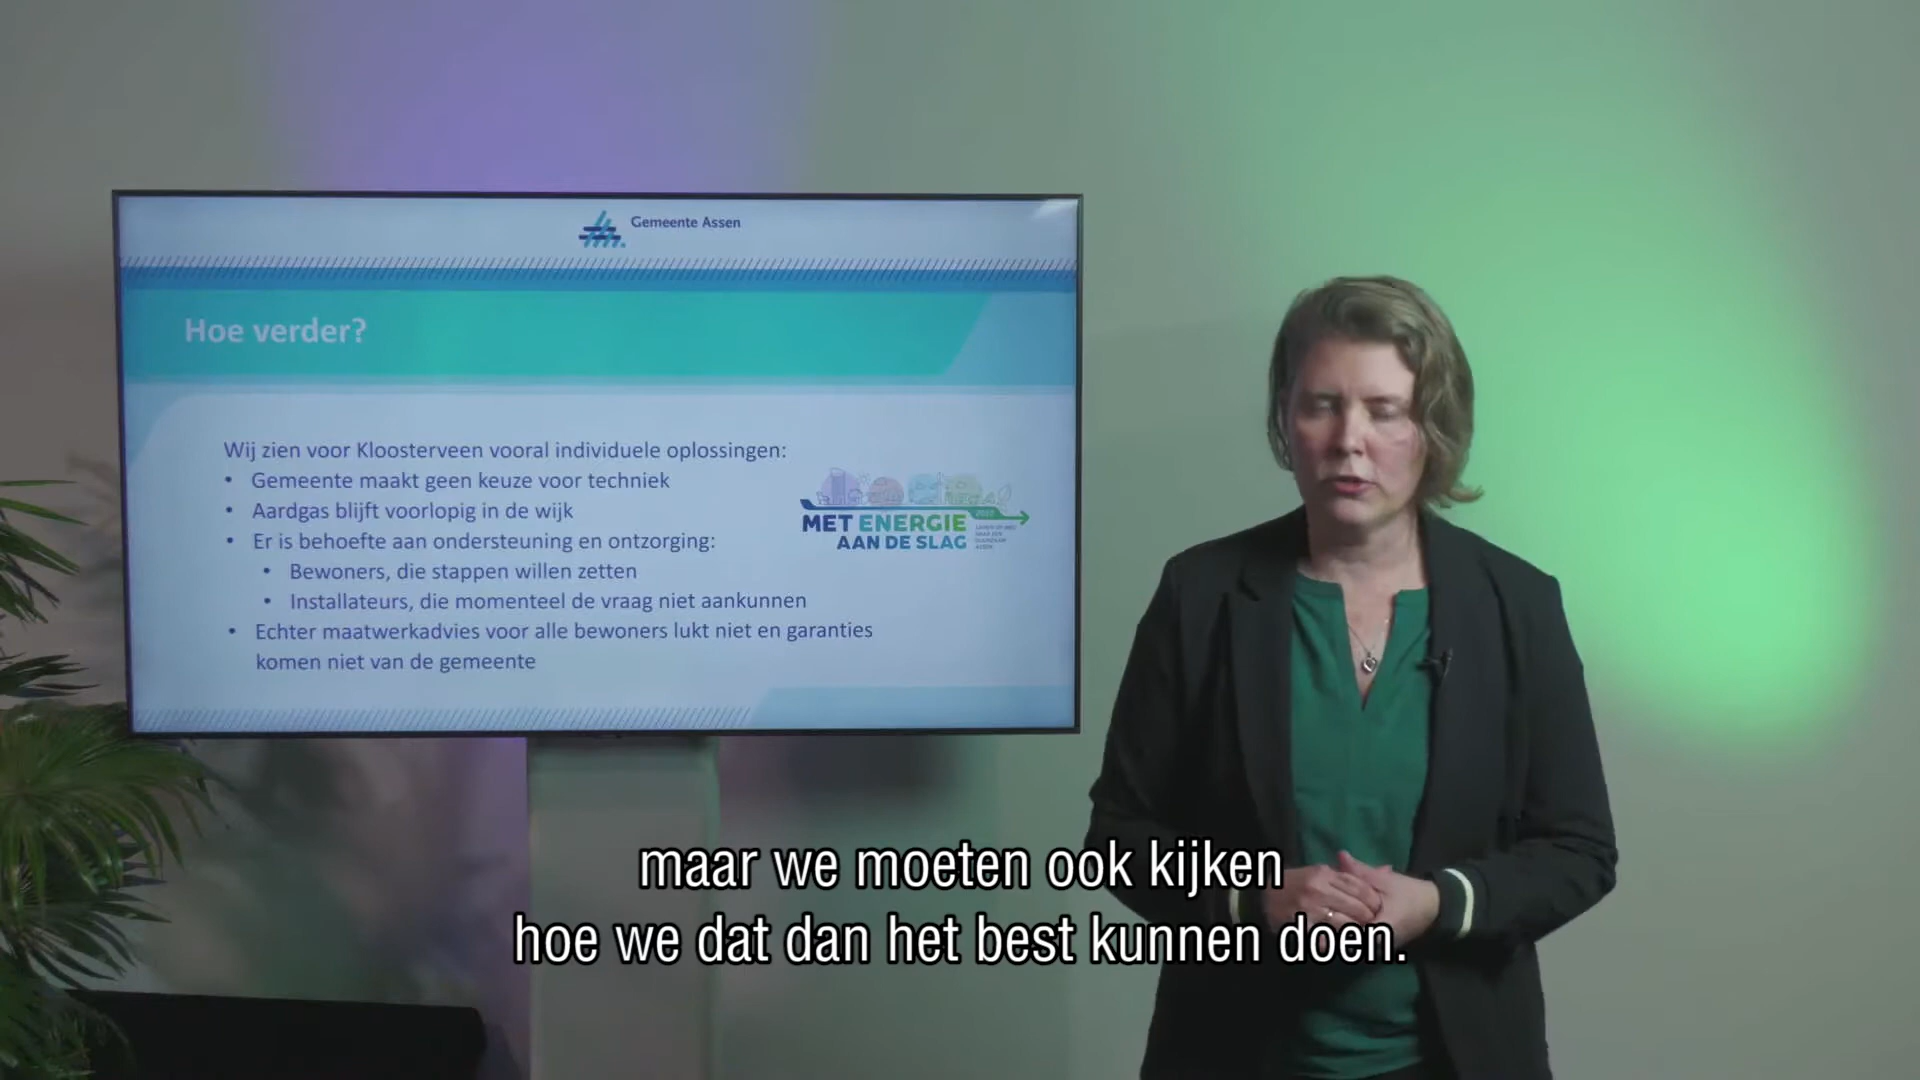 Gemeente Assen
Hoe verder?
Wij zien voor Kloosterveen vooral individuele oplossingen:
• Gemeente maakt geen keuze voor techniek
• Aardgas blijft voorlopig in de wijk
• Er is behoefte aan ondersteuning en ontzorging:
• Bewoners, die stappen willen zetten
• Installateurs, die momenteel de vraag niet aankunnen
• Echter maatwerkadvies voor alle bewoners lukt niet en garanties
komen niet van de gemeente
MET ENERGIE
AAN DE SLAG
maar we moeten ook kijken
hoe we dat dan het best kunnen doen.